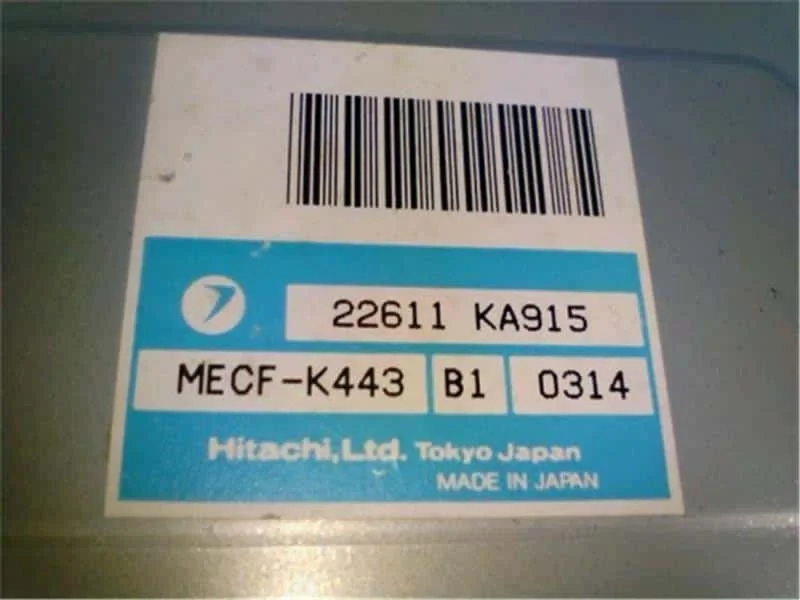 22611 KA915
MECF-K443 B1 0314
Hitachi,Ltd. Tokyo Japan
MADE IN JAPAN